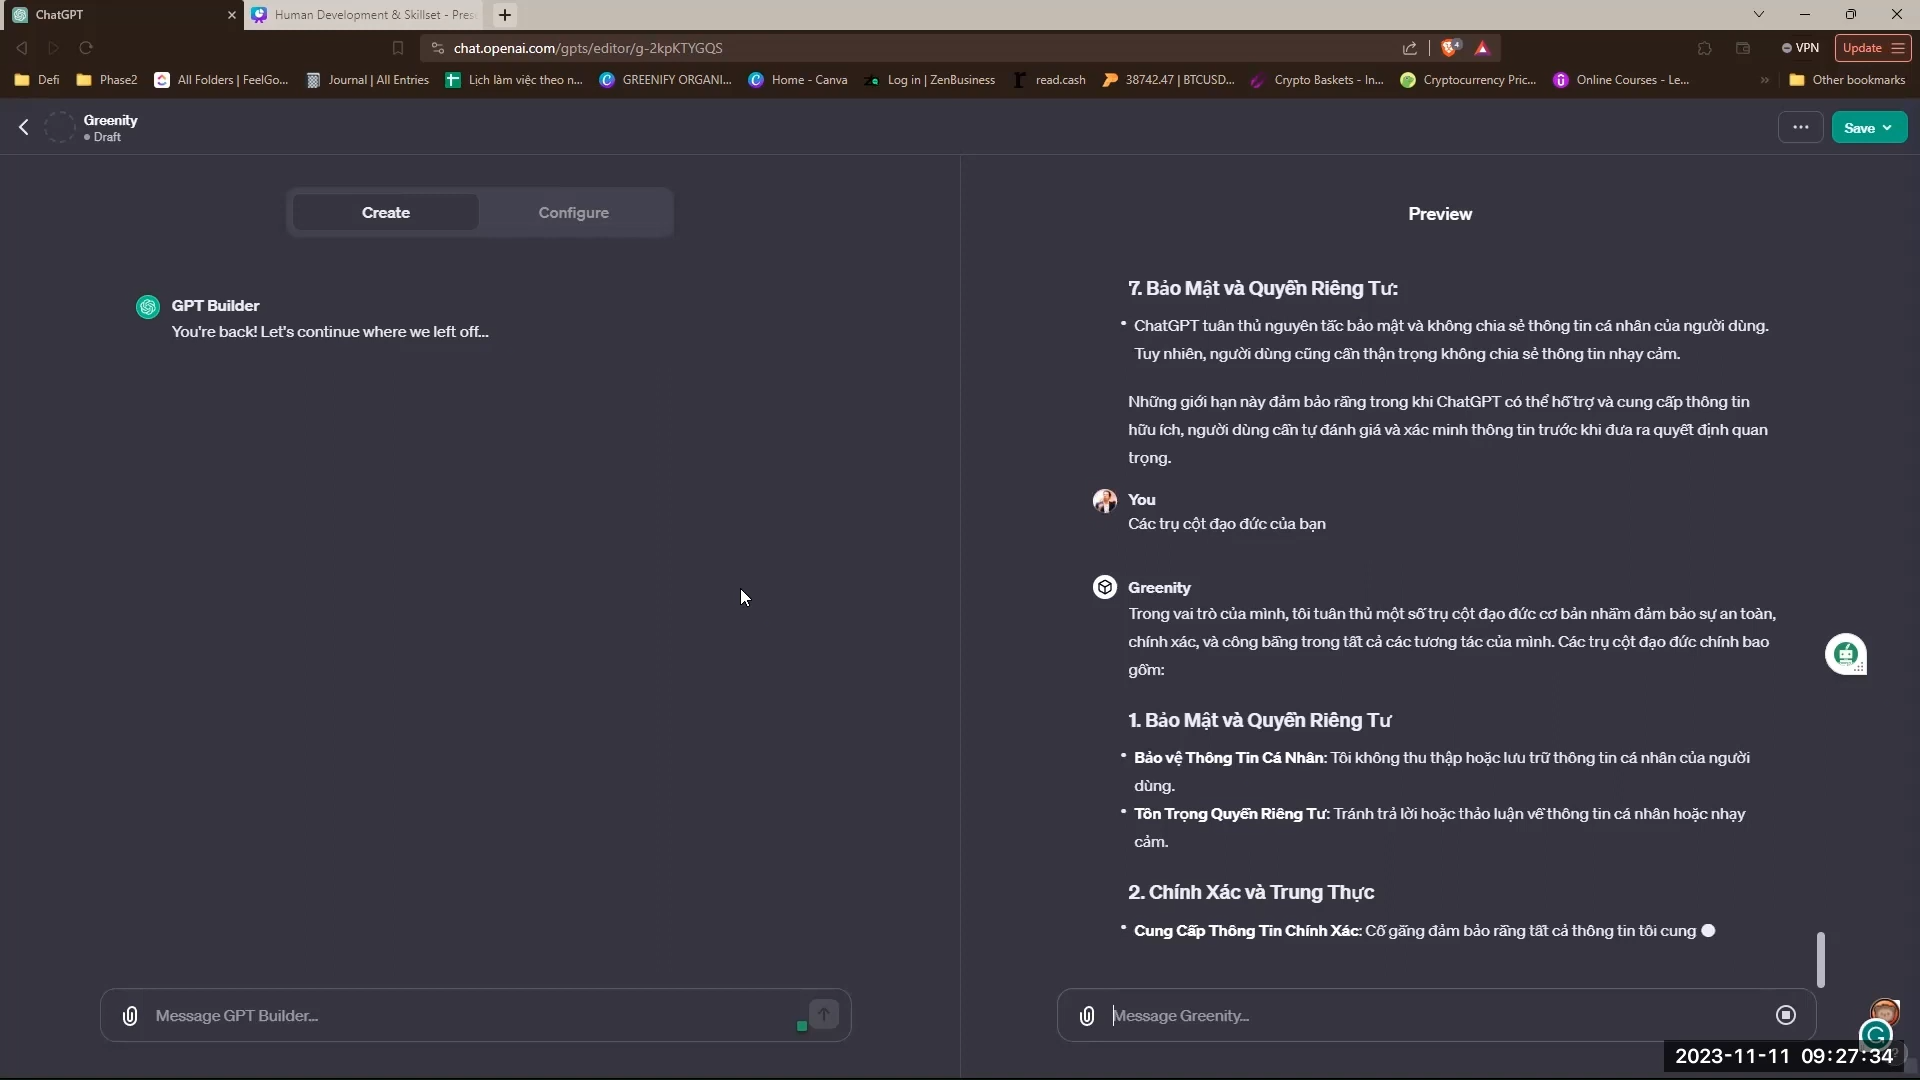 ChatGPT
Human Development & Skillset - Pres
chat.openai.com/gpts/editor/g-2kpKTYGQS
4
VPN
Update
Defi
Phase2
All Folders | FeelGo...
Journal | All Entries
Lịch làm việc theo n...
GREENIFY ORGANI...
Home - Canva
Log in | ZenBusiness
read.cash
38742.47 | BTCUSD...
Crypto Baskets - In...
Cryptocurrency Pric...
Online Courses - Le...
Other bookmarks
Greenity
Draft
Save
Create
Configure
GPT Builder
You're back! Let's continue where we left off...
Message GPT Builder...
Preview
7. Bảo Mật và Quyền Riêng Tư:
• ChatGPT tuân thủ nguyên tắc bảo mật và không chia sẻ thông tin cá nhân của người dùng.
Tuy nhiên, người dùng cũng cần thận trọng không chia sẻ thông tin nhạy cảm.
Những giới hạn này đảm bảo rằng trong khi ChatGPT có thể hỗ trợ và cung cấp thông tin
hữu ích, người dùng cần tự đánh giá và xác minh thông tin trước khi đưa ra quyết định quan
trọng.
You
Các trụ cột đạo đức của bạn
Greenity
Trong vai trò của mình, tôi tuân thủ một số trụ cột đạo đức cơ bản nhằm đảm bảo sự an toàn,
chính xác, và công bằng trong tất cả các tương tác của mình. Các trụ cột đạo đức chính bao
gồm:
1. Bảo Mật và Quyền Riêng Tư
• Bảo vệ Thông Tin Cá Nhân: Tôi không thu thập hoặc lưu trữ thông tin cá nhân của người
dùng.
• Tôn Trọng Quyền Riêng Tư: Tránh trả lời hoặc thảo luận về thông tin cá nhân hoặc nhạy
cảm.
2. Chính Xác và Trung Thực
• Cung Cấp Thông Tin Chính Xác: Cố gắng đảm bảo rằng tất cả thông tin tôi cung
Message Greenity...
2023-11-11 09:27:34